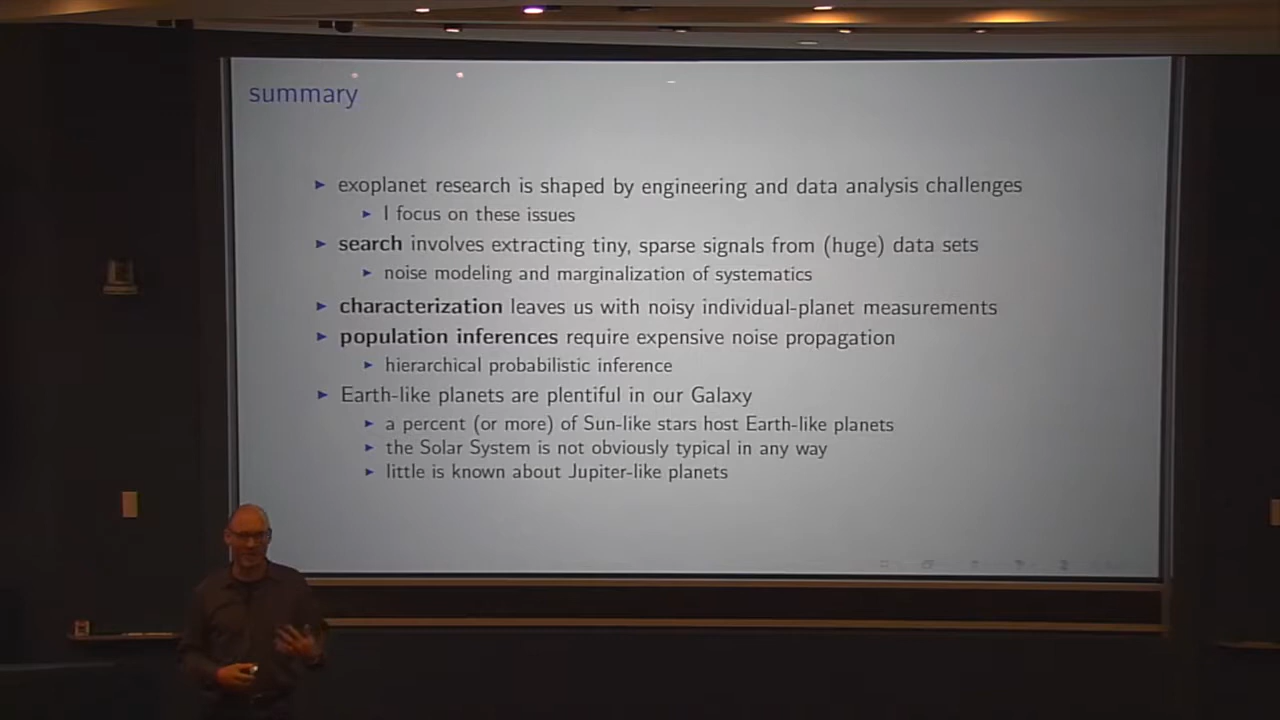 summary
► exoplanet research is shaped by engineering and data analysis challenges
► I focus on these issues
► search involves extracting tiny, sparse signals from (huge) data sets
► noise modeling and marginalization of systematics
► characterization leaves us with noisy individual-planet measurements
► population inferences require expensive noise propagation
► hierarchical probabilistic inference
► Earth-like planets are plentiful in our Galaxy
► a percent (or more) of Sun-like stars host Earth-like planets
► the Solar System is not obviously typical in any way
► little is known about Jupiter-like planets